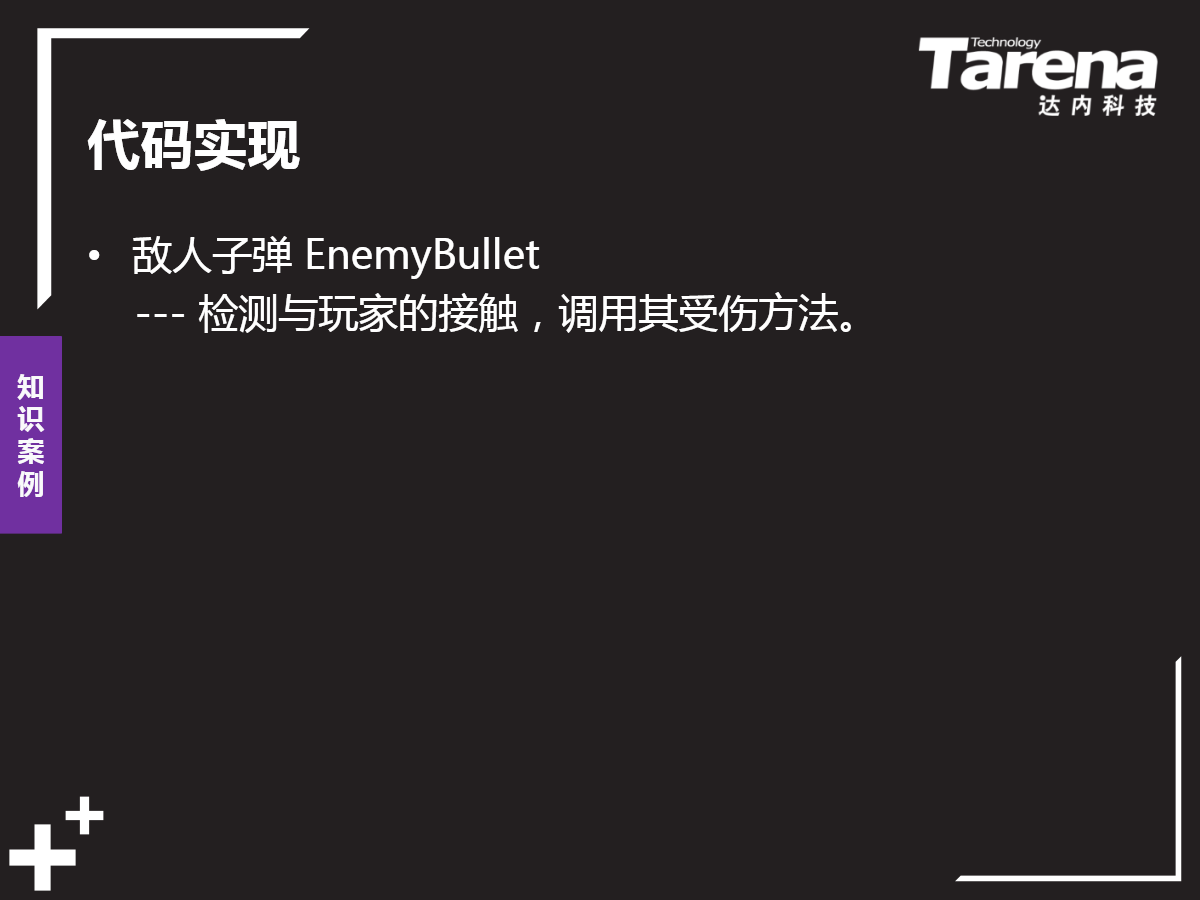 Technology
Tarena
达内科技
代码实现
• 敌人子弹 EnemyBullet
--- 检测与玩家的接触，调用其受伤方法。
知识案例